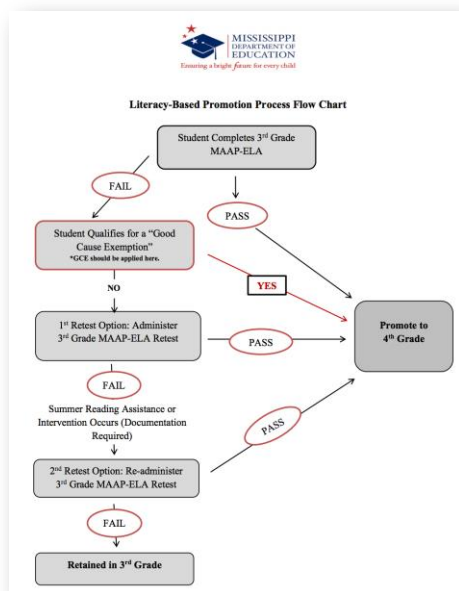 MISSISSIPPI
DEPARTMENT OF
EDUCATION
Ensuring a bright future for every child
Literacy-Based Promotion Process Flow Chart
Student Completes 3rd Grade
MAAP-ELA
FAIL
PASS
Student Qualifies for a “Good
Cause Exemption”
*GCE should be applied here.
YES
NO
1st Retest Option: Administer
3rd Grade MAAP-ELA Retest
PASS
Promote to
4th Grade
FAIL
Summer Reading Assistance or
Intervention Occurs (Documentation
Required)
PASS
2nd Retest Option: Re-administer
3rd Grade MAAP-ELA Retest
FAIL
Retained in 3rd Grade